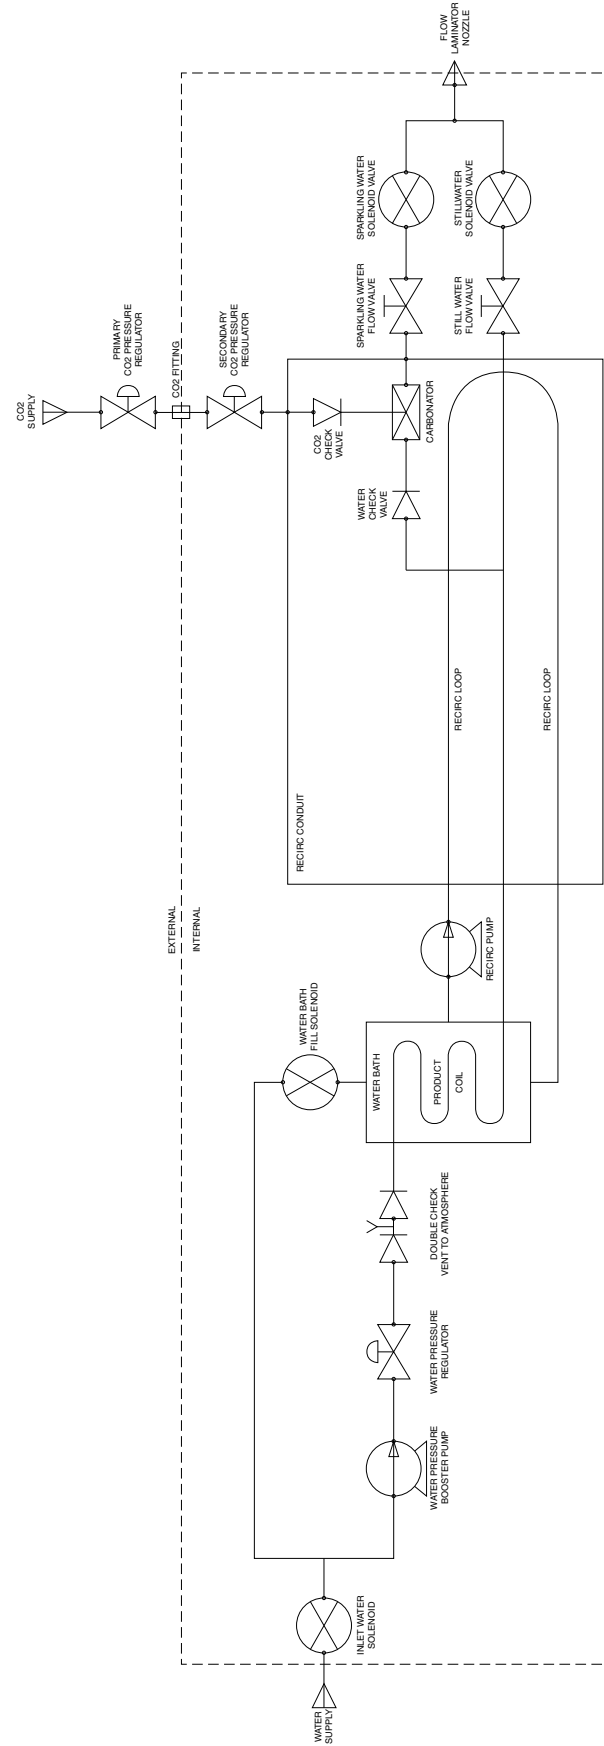 FLOW
LAMINATOR
NOZZLE
SPARKLING WATER
SOLENOID VALVE
STILLWATER
SOLENOID VALVE
SPARKLING WATER
FLOW VALVE
STILL WATER
FLOW VALVE
CO2
SUPPLY
PRIMARY
CO2 PRESSURE
REGULATOR
CO2 FITTING
SECONDARY
CO2 PRESSURE
REGULATOR
CO2
CHECK
VALVE
CARBONATOR
WATER
CHECK
VALVE
RECIRC LOOP
RECIRC LOOP
RECIRC CONDUIT
EXTERNAL
INTERNAL
RECIRC PUMP
WATER BATH
FILL SOLENOID
WATER BATH
PRODUCT
COIL
DOUBLE CHECK
VENT TO ATMOSPHERE
WATER PRESSURE
REGULATOR
WATER PRESSURE
BOOSTER PUMP
INLET WATER
SOLENOID
WATER
SUPPLY